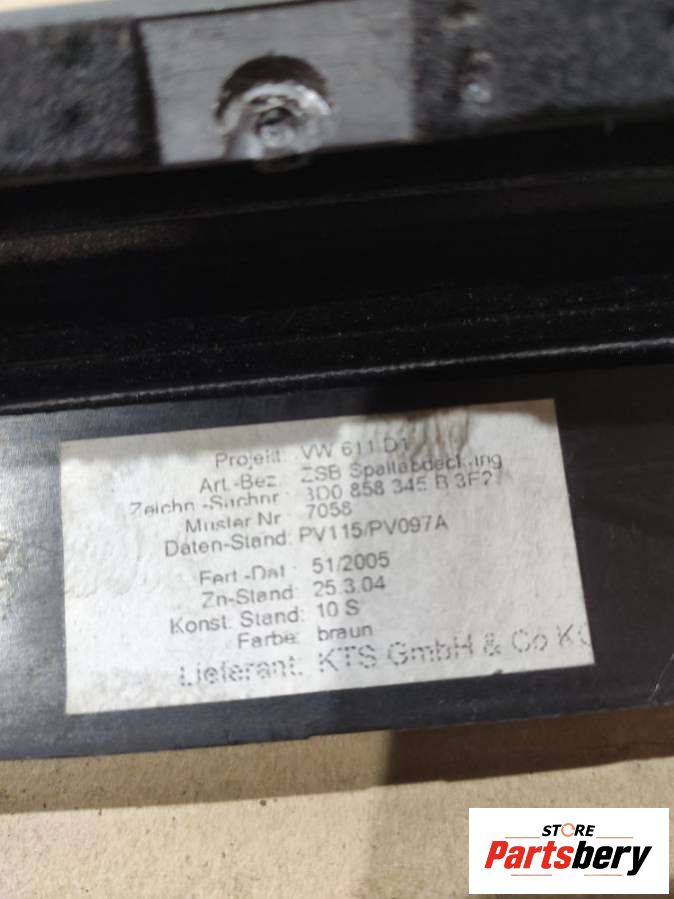 Projekt: VW 611 D1
Art.-Bez. ZSB Spaltabdeckung
Zeichn.-Sachnr. 3D0 858 345 B 3F2
Muster Nr. 7058
Daten-Stand: PV115/PV097A
Fert.-Dat.: 51/2005
Zn-Stand: 25.3.04
Konst. Stand: 10 S
Farbe: braun
Lieferant: KTS GmbH & Co KG
STORE
Partsbery